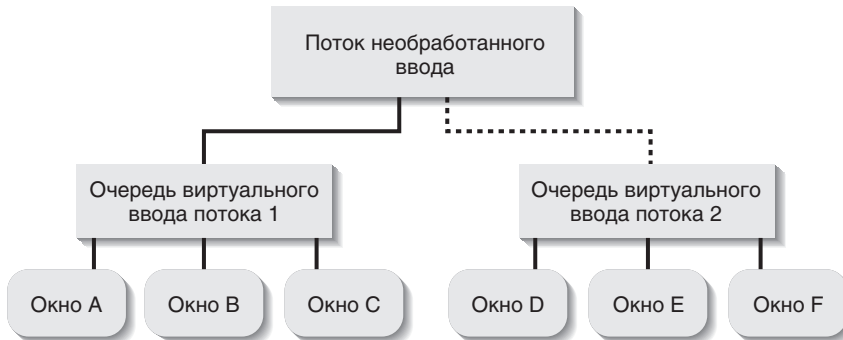 Поток необработанного
ввода
Очередь виртуального
ввода потока 1
Очередь виртуального
ввода потока 2
Окно A
Окно B
Окно C
Окно D
Окно E
Окно F